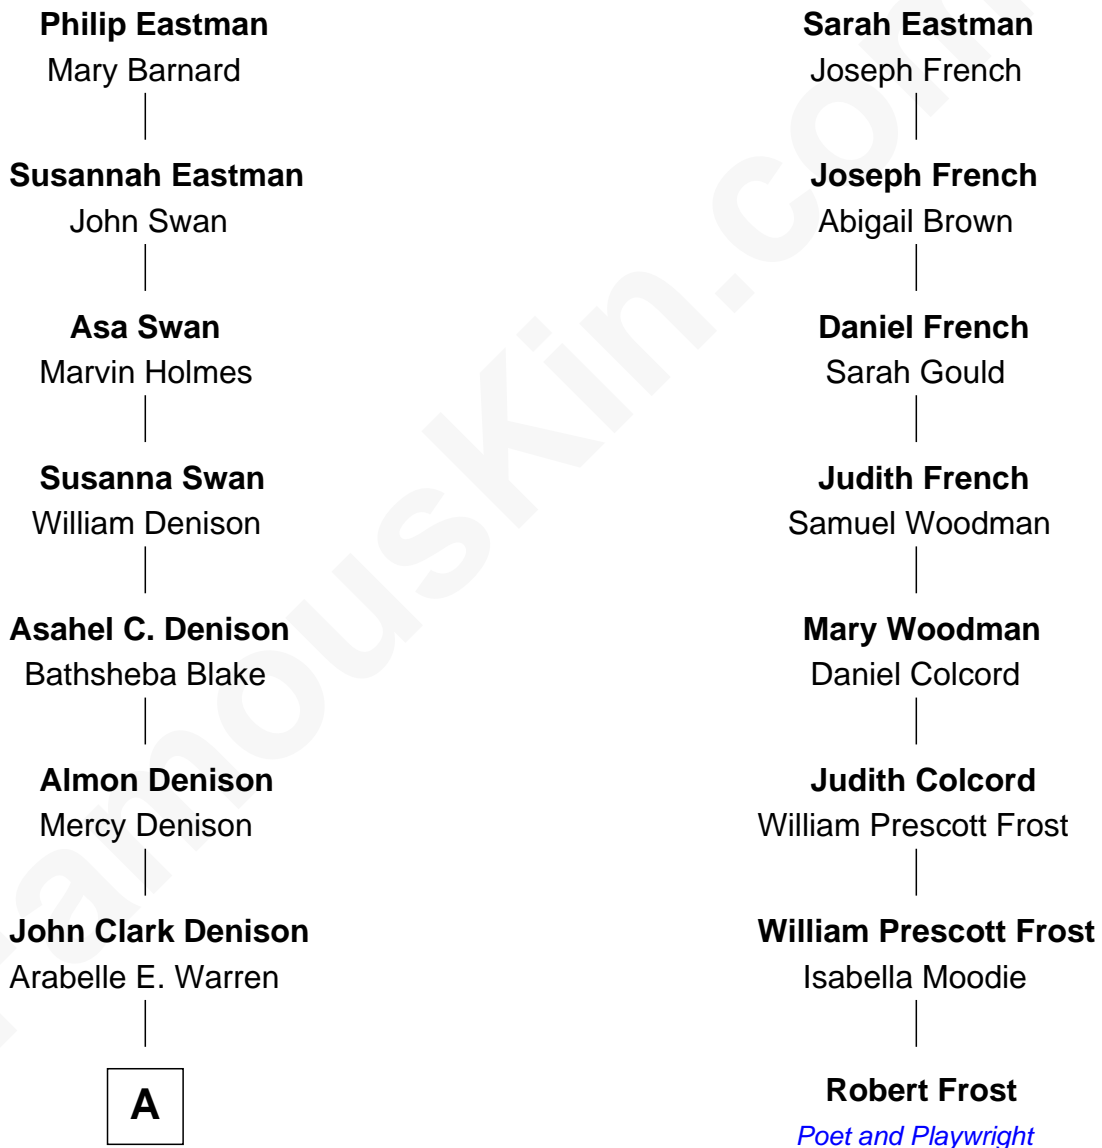 Philip Eastman
Mary Barnard
Susannah Eastman
John Swan
Asa Swan
Marvin Holmes
Susanna Swan
William Denison
Asahel C. Denison
Bathsheba Blake
Almon Denison
Mercy Denison
John Clark Denison
Arabelle E. Warren
A
Sarah Eastman
Joseph French
Joseph French
Abigail Brown
Daniel French
Sarah Gould
Judith French
Samuel Woodman
Mary Woodman
Daniel Colcord
Judith Colcord
William Prescott Frost
William Prescott Frost
Isabella Moodie
Robert Frost
Poet and Playwright
FamousKin.com